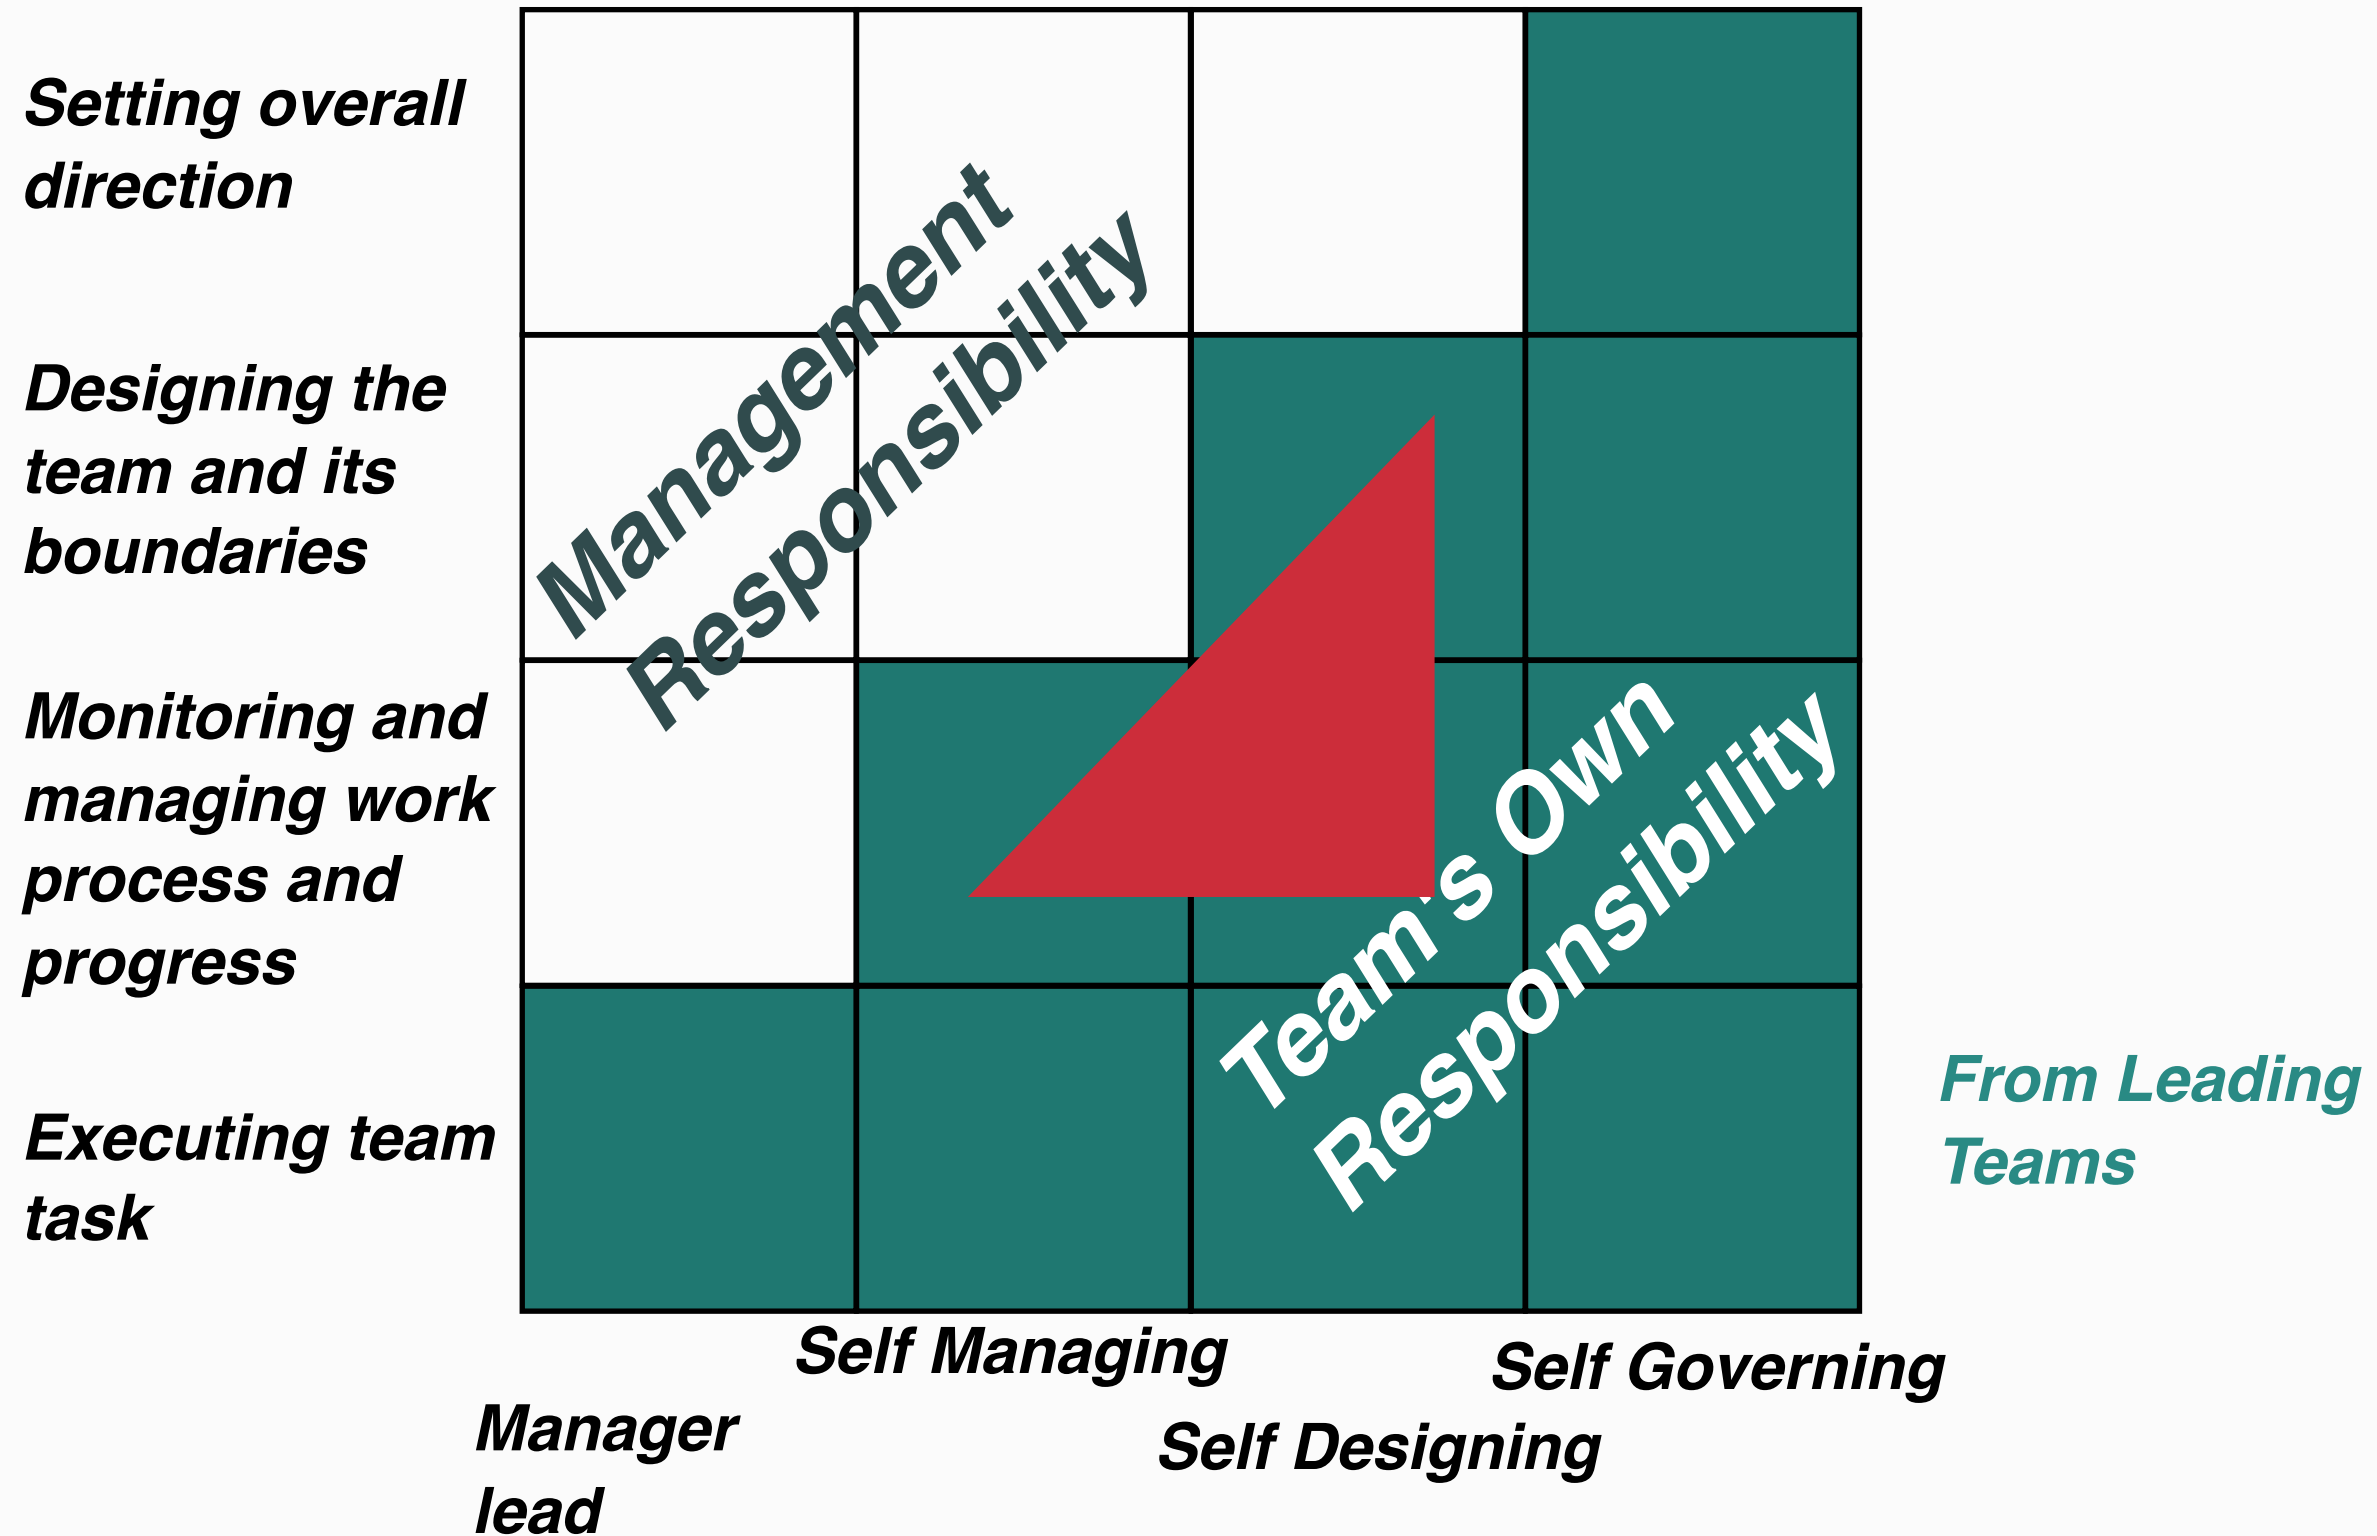 Setting overall
direction
Designing the
team and its
boundaries
Monitoring and
managing work
process and
progress
Executing team
task
Management
Responsibility
Team's Own
Responsibility
From Leading
Teams
Self Managing
Self Governing
Manager
lead
Self Designing